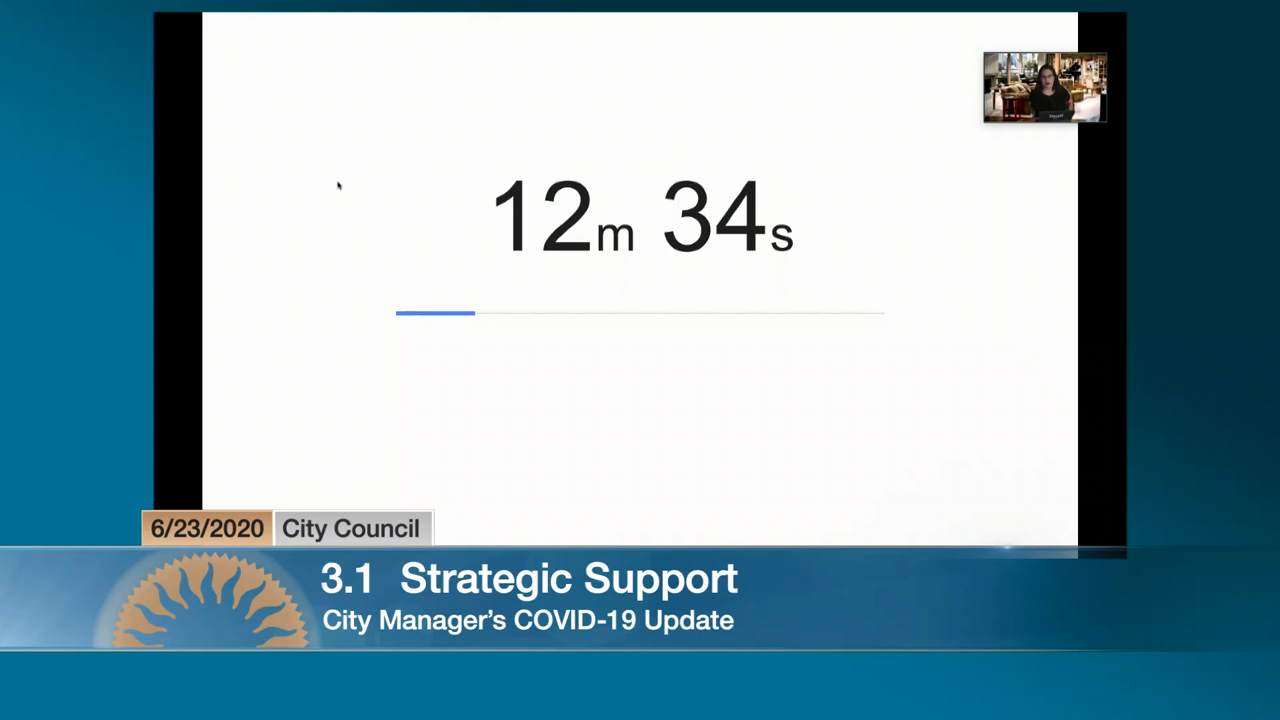 12m 34s
6/23/2020 City Council
3.1 Strategic Support
City Manager's COVID-19 Update